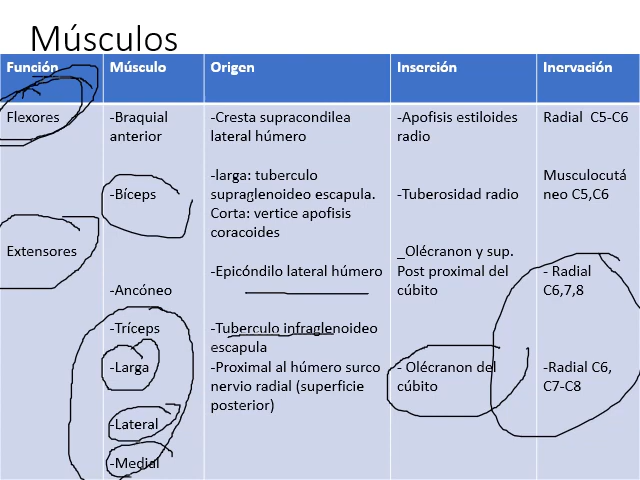 Músculos
Función
Músculo
Origen
Inserción
Inervación
Flexores
-Braquial
anterior
-Cresta supracondilea
lateral húmero
-Apofisis estiloides
radio
Radial  C5-C6
-Bíceps
-larga: tuberculo
supraglenoideo escapula.
Corta: vertice apofisis
coracoides
-Tuberosidad radio
Musculocutá
neo C5,C6
Extensores
-Ancóneo
-Epicóndilo lateral húmero
_Olécranon y sup.
Post proximal del
cúbito
- Radial
C6,7,8
-Tríceps
-Larga
-Lateral
-Medial
-Tuberculo infraglenoideo
escapula
-Proximal al húmero surco
nervio radial (superficie
posterior)
- Olécranon del
cúbito
-Radial C6,
C7-C8